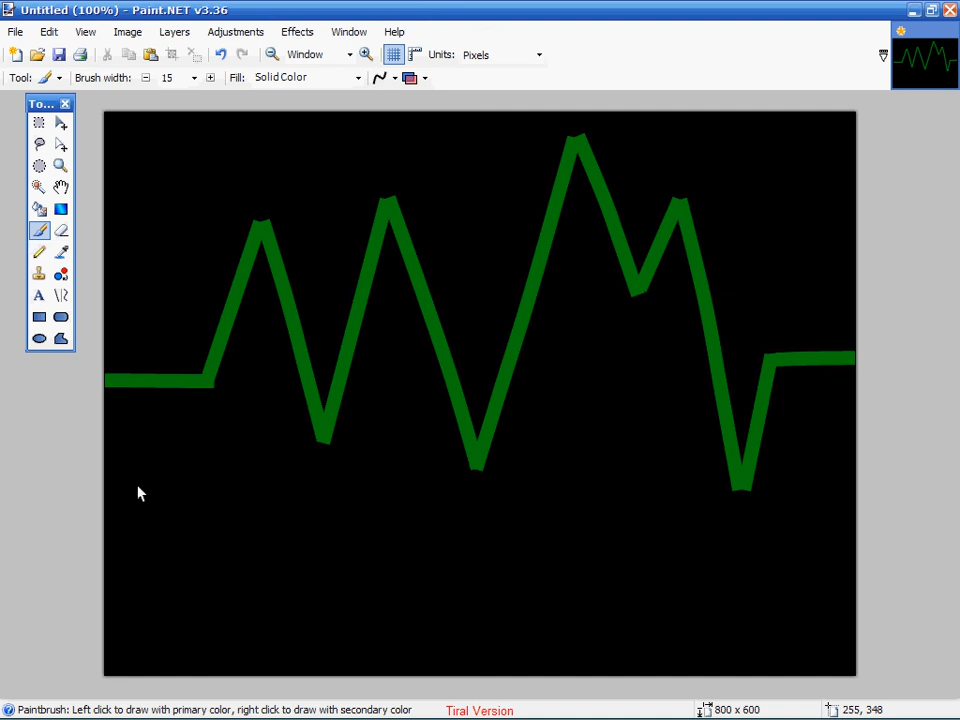 Untitled (100%) - Paint.NET v3.36
File Edit View Image Layers Adjustments Effects Window Help
Window Units: Pixels
Tool: Brush width: 15 Fill: Solid Color
To...
A
Paintbrush: Left click to draw with primary color, right click to draw with secondary color Tiral Version 800 x 600 255, 348